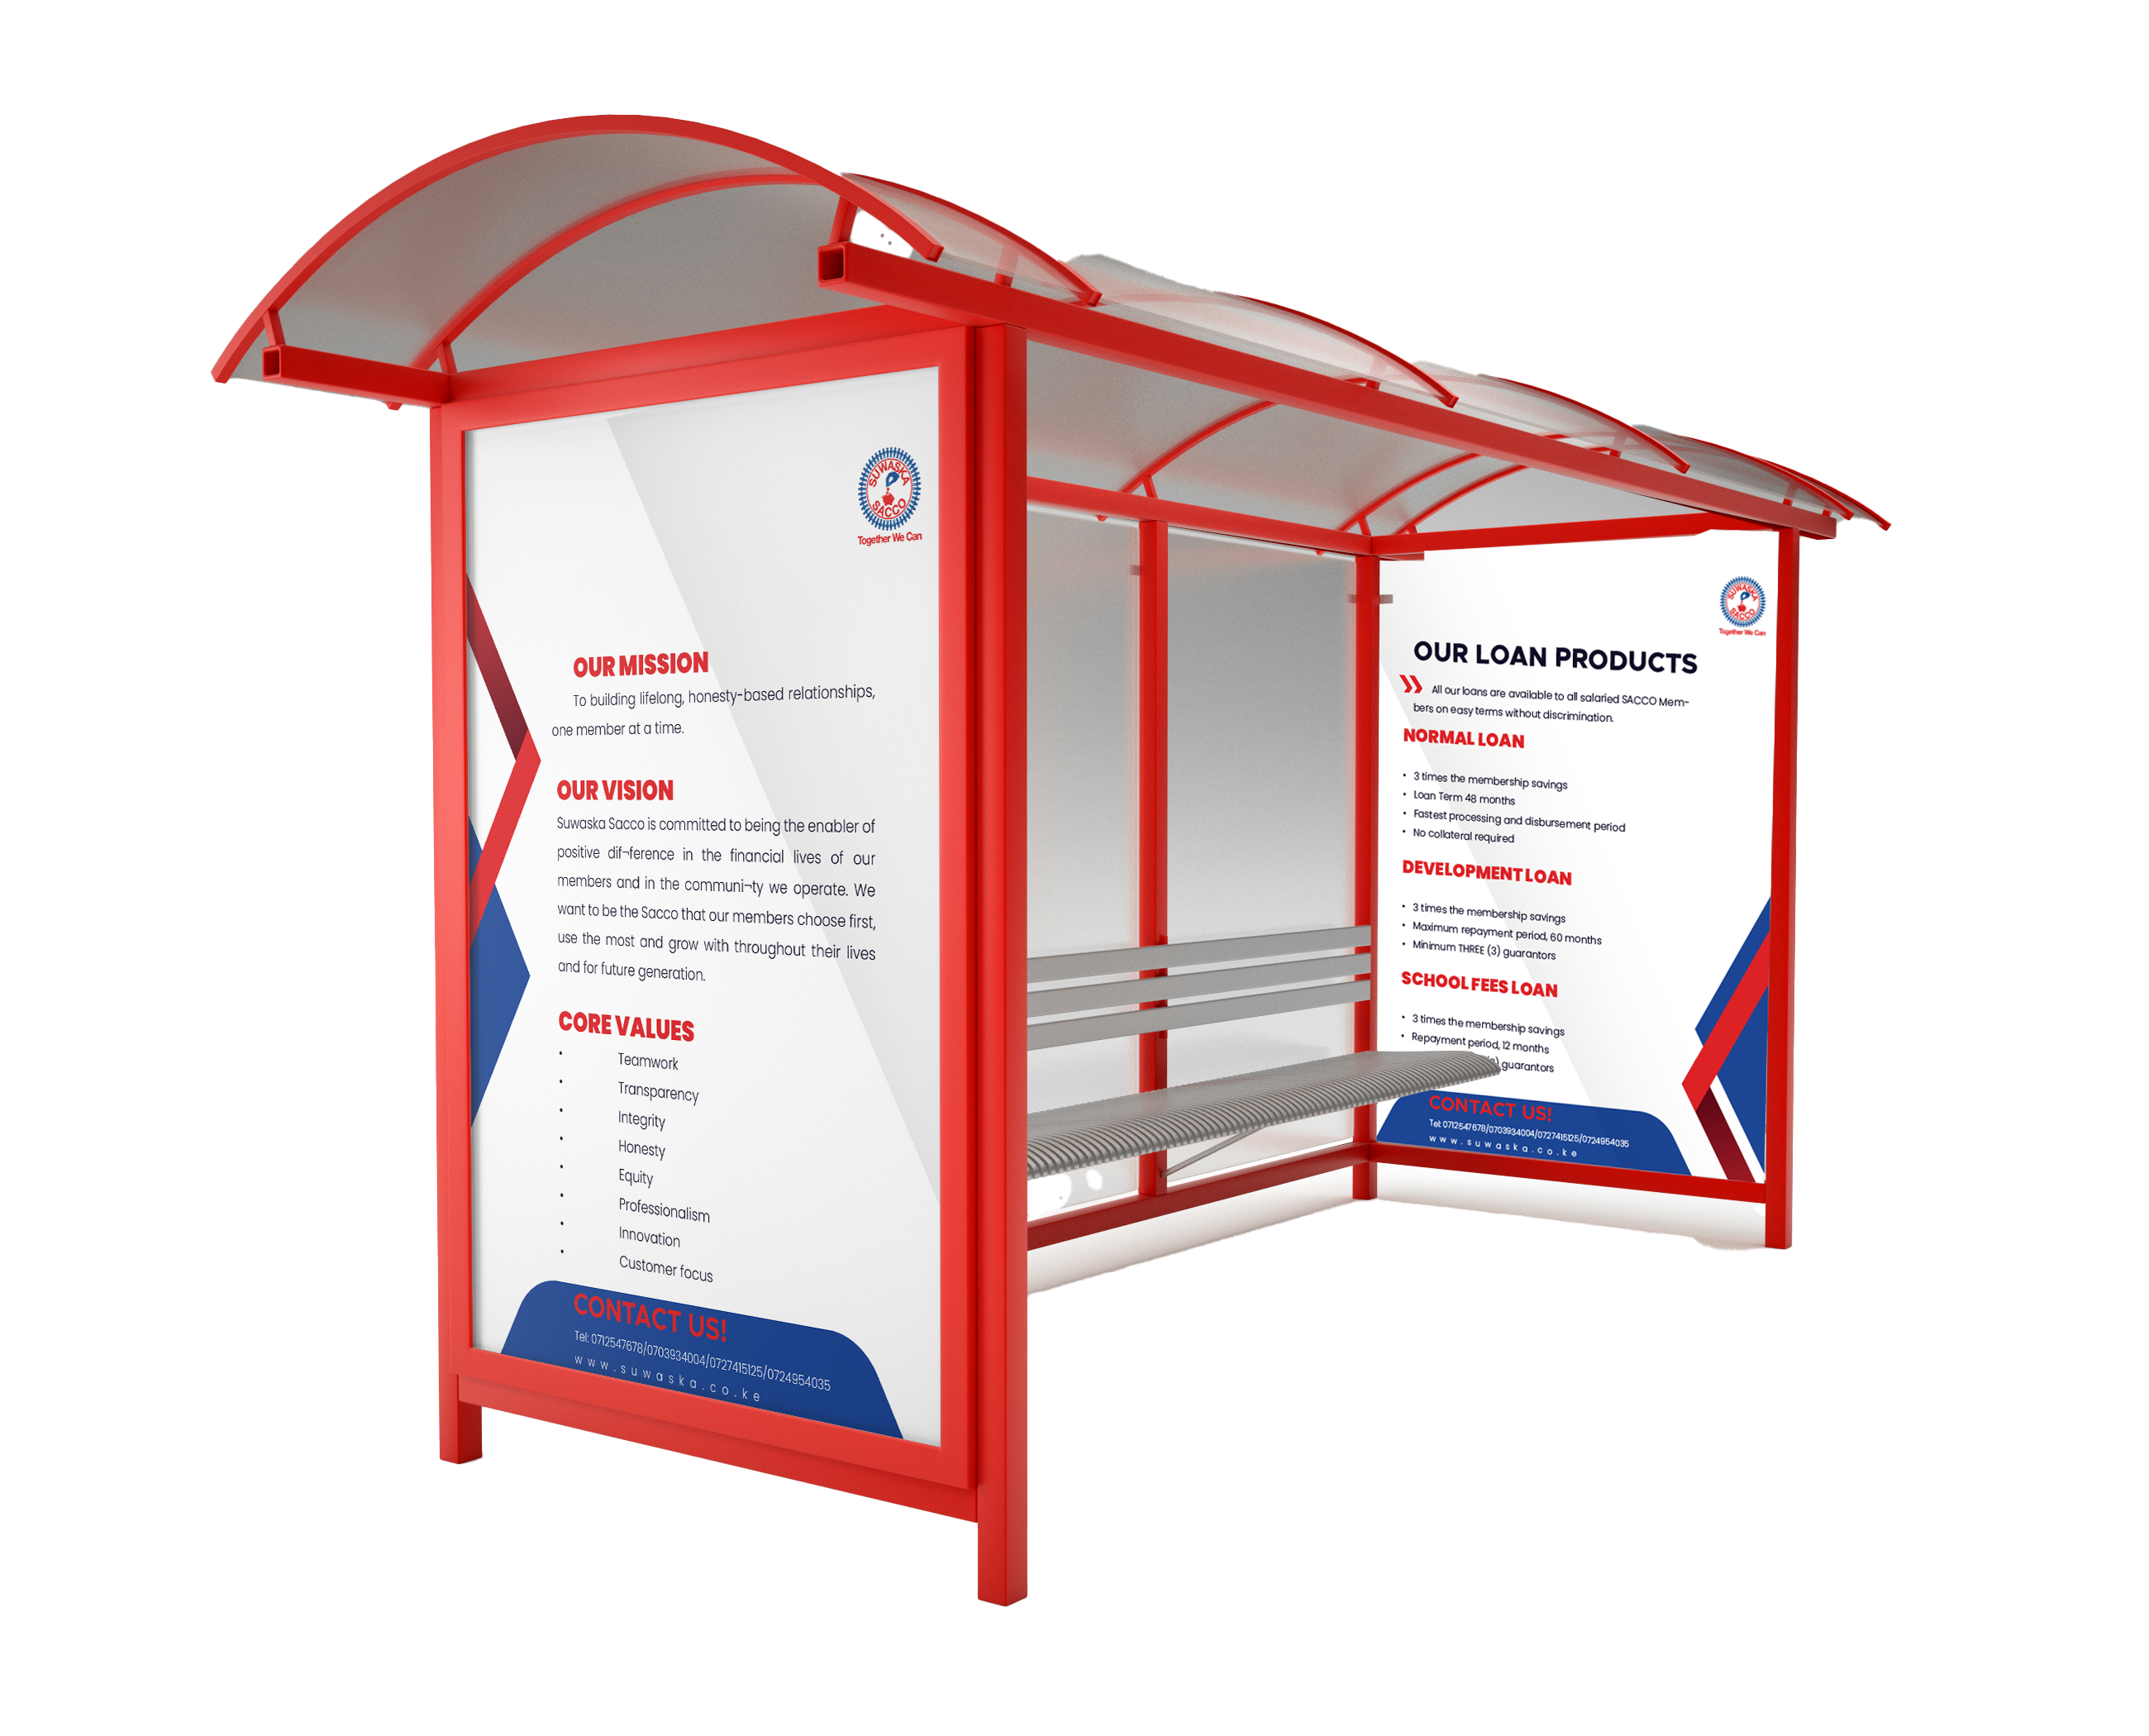 SUWASKA
SACCO
Together We Can
OUR MISSION
To building lifelong, honesty-based relationships,
one member at a time.
OUR VISION
Suwaska Sacco is committed to being the enabler of
positive dif¬ference in the financial lives of our
members and in the communi¬ty we operate. We
want to be the Sacco that our members choose first,
use the most and grow with throughout their lives
and for future generation.
CORE VALUES
• Teamwork
• Transparency
• Integrity
• Honesty
• Equity
• Professionalism
• Innovation
• Customer focus
CONTACT US!
Tel: 0712547678/0703934004/0727415125/0724954035
www.suwaska.co.ke
SUWASKA
SACCO
Together We Can
OUR LOAN PRODUCTS
All our loans are available to all salaried SACCO Mem-
bers on easy terms without discrimination.
NORMAL LOAN
• 3 times the membership savings
• Loan Term 48 months
• Fastest processing and disbursement period
• No collateral required
DEVELOPMENT LOAN
• 3 times the membership savings
• Maximum repayment period, 60 months
• Minimum THREE (3) guarantors
SCHOOL FEES LOAN
• 3 times the membership savings
• Repayment period, 12 months
guarantors
CONTACT US!
Tel: 0712547678/0703934004/0727415125/0724954035
www.suwaska.co.ke